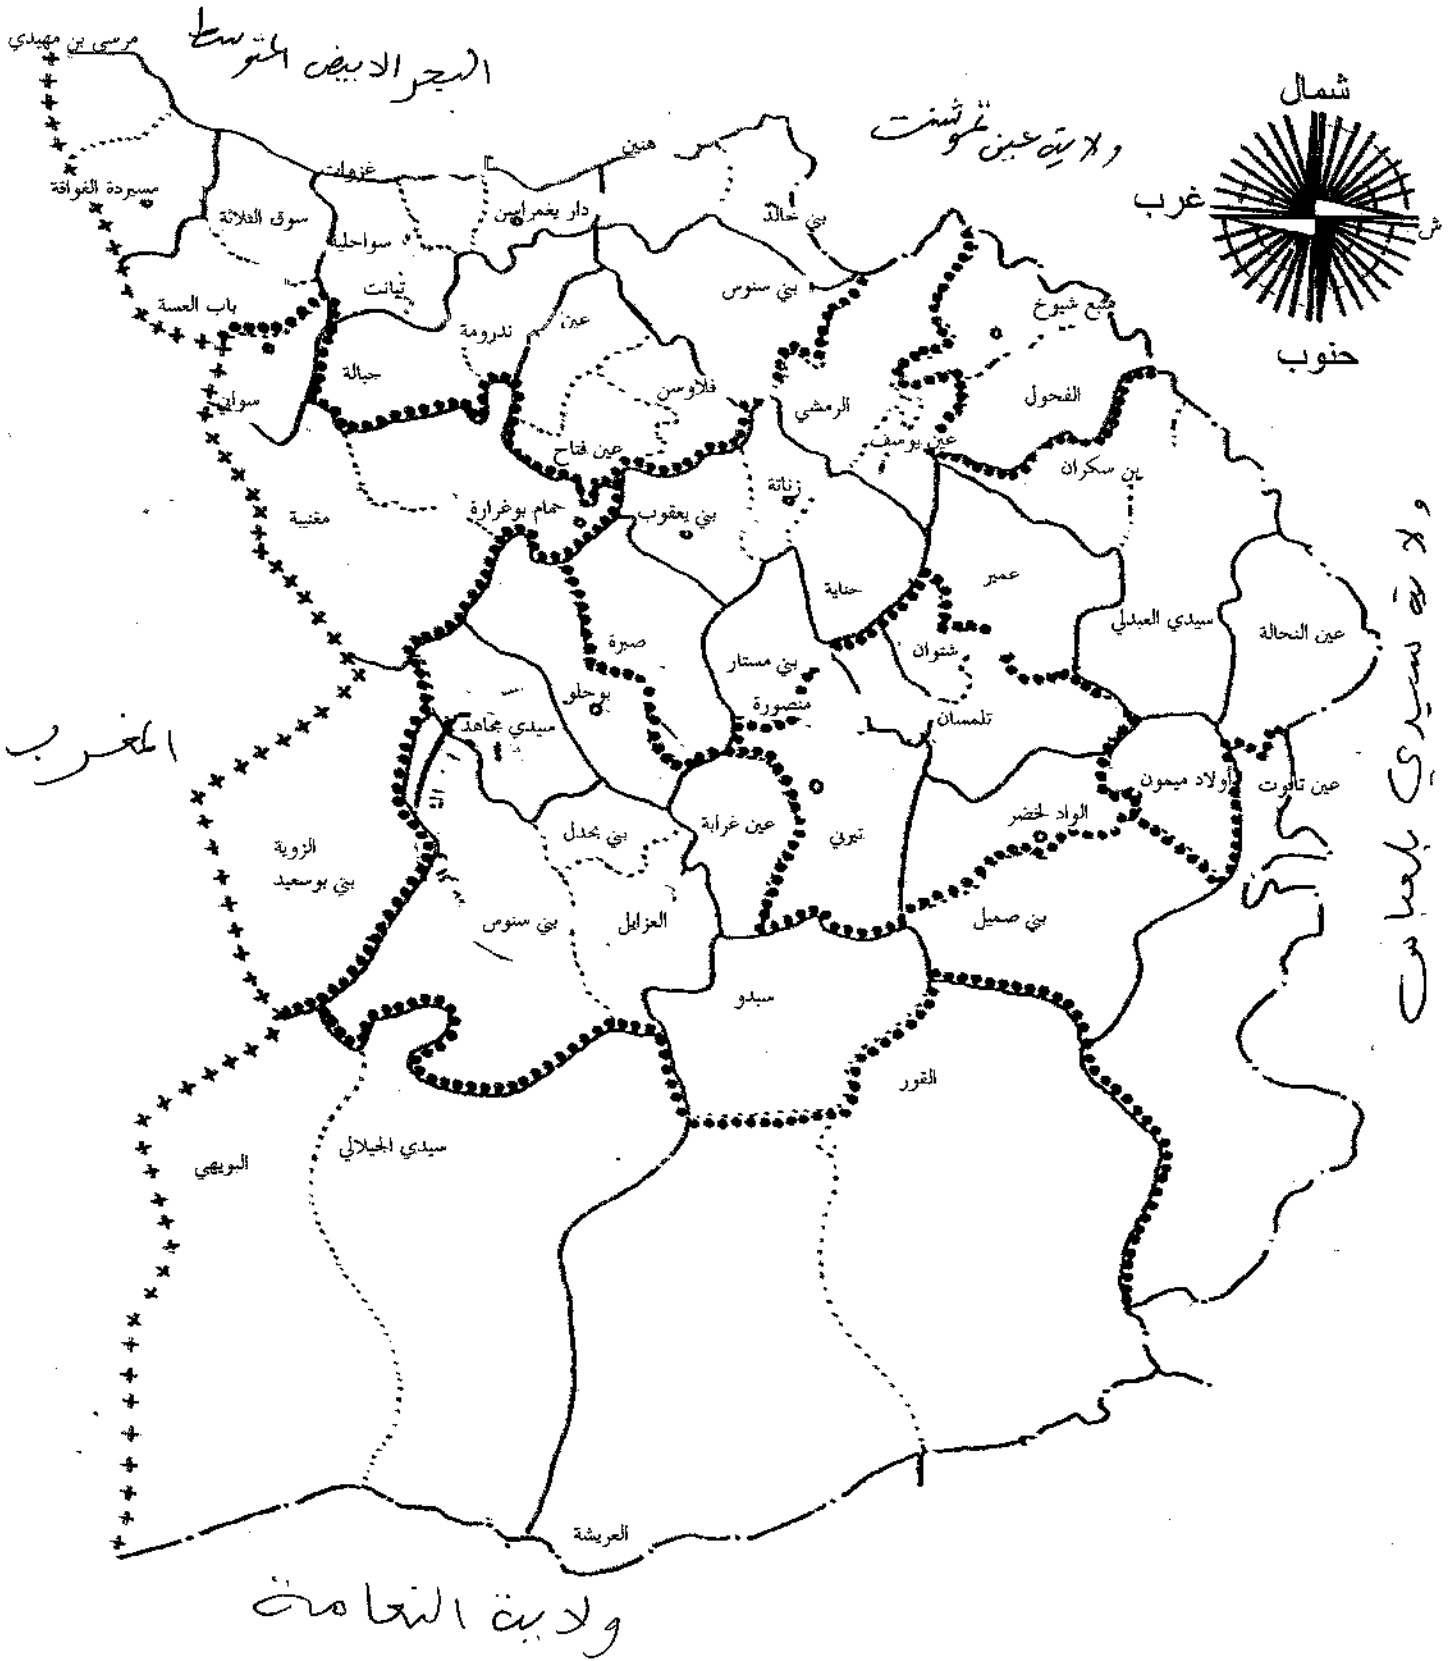 مرسى بن مهيدي
البحر الابيض المتوسط
ولاية عين تموشنت
شمال
غرب
ش
جنوب
مسيردة الفواقة
سوق الثلاثة
غزوات
سواحلية
تيانت
دار يغمراسن
هنين
بني خالد
باب العسة
سواني
جبالة
ندرومة
عين
فلاوسن
عين فتاح
بني سنوس
الرمشي
عين يوسف
سبع شيوخ
الفحول
بن سكران
مغنية
حمام بوغرارة
بني يعقوب
زناتة
حناية
عمير
سيدي العبدلي
عين النحالة
ولاية سيدي بلعباس
صبرة
بوحلو
سيدي مجاهد
بني مستار
منصورة
شتوان
تلمسان
أولاد ميمون
عين تالوت
المغرب
الزوية
بني بوسعيد
بني بحدل
عين غرابة
تيرني
الواد لخضر
بني سنوس
العزايل
بني صميل
سبدو
القور
البويهي
سيدي الجيلالي
العريشة
ولاية النعامة